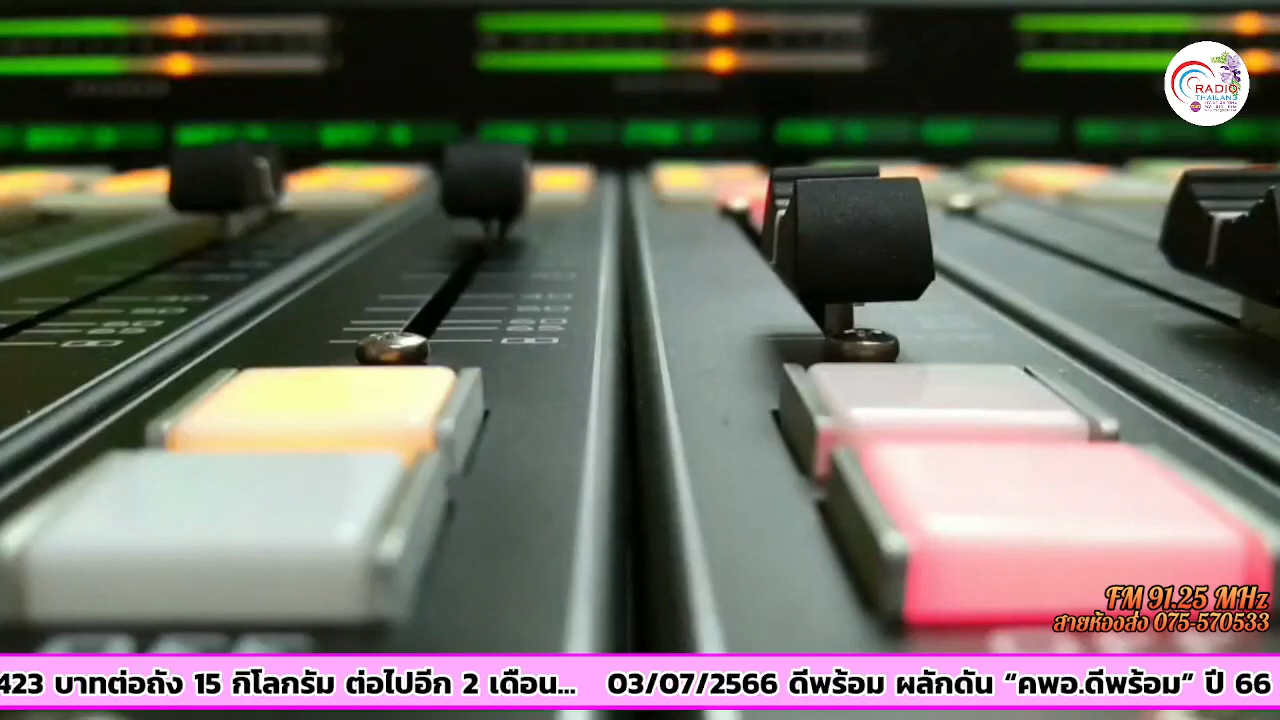 RADIO
THAILAND
FM 91.25 MHz
สายห้องส่ง 075-570533
423 บาทต่อถัง 15 กิโลกรัม ต่อไปอีก 2 เดือน... 03/07/2566 ดีพร้อม ผลักดัน “คพอ.ดีพร้อม” ปี 66